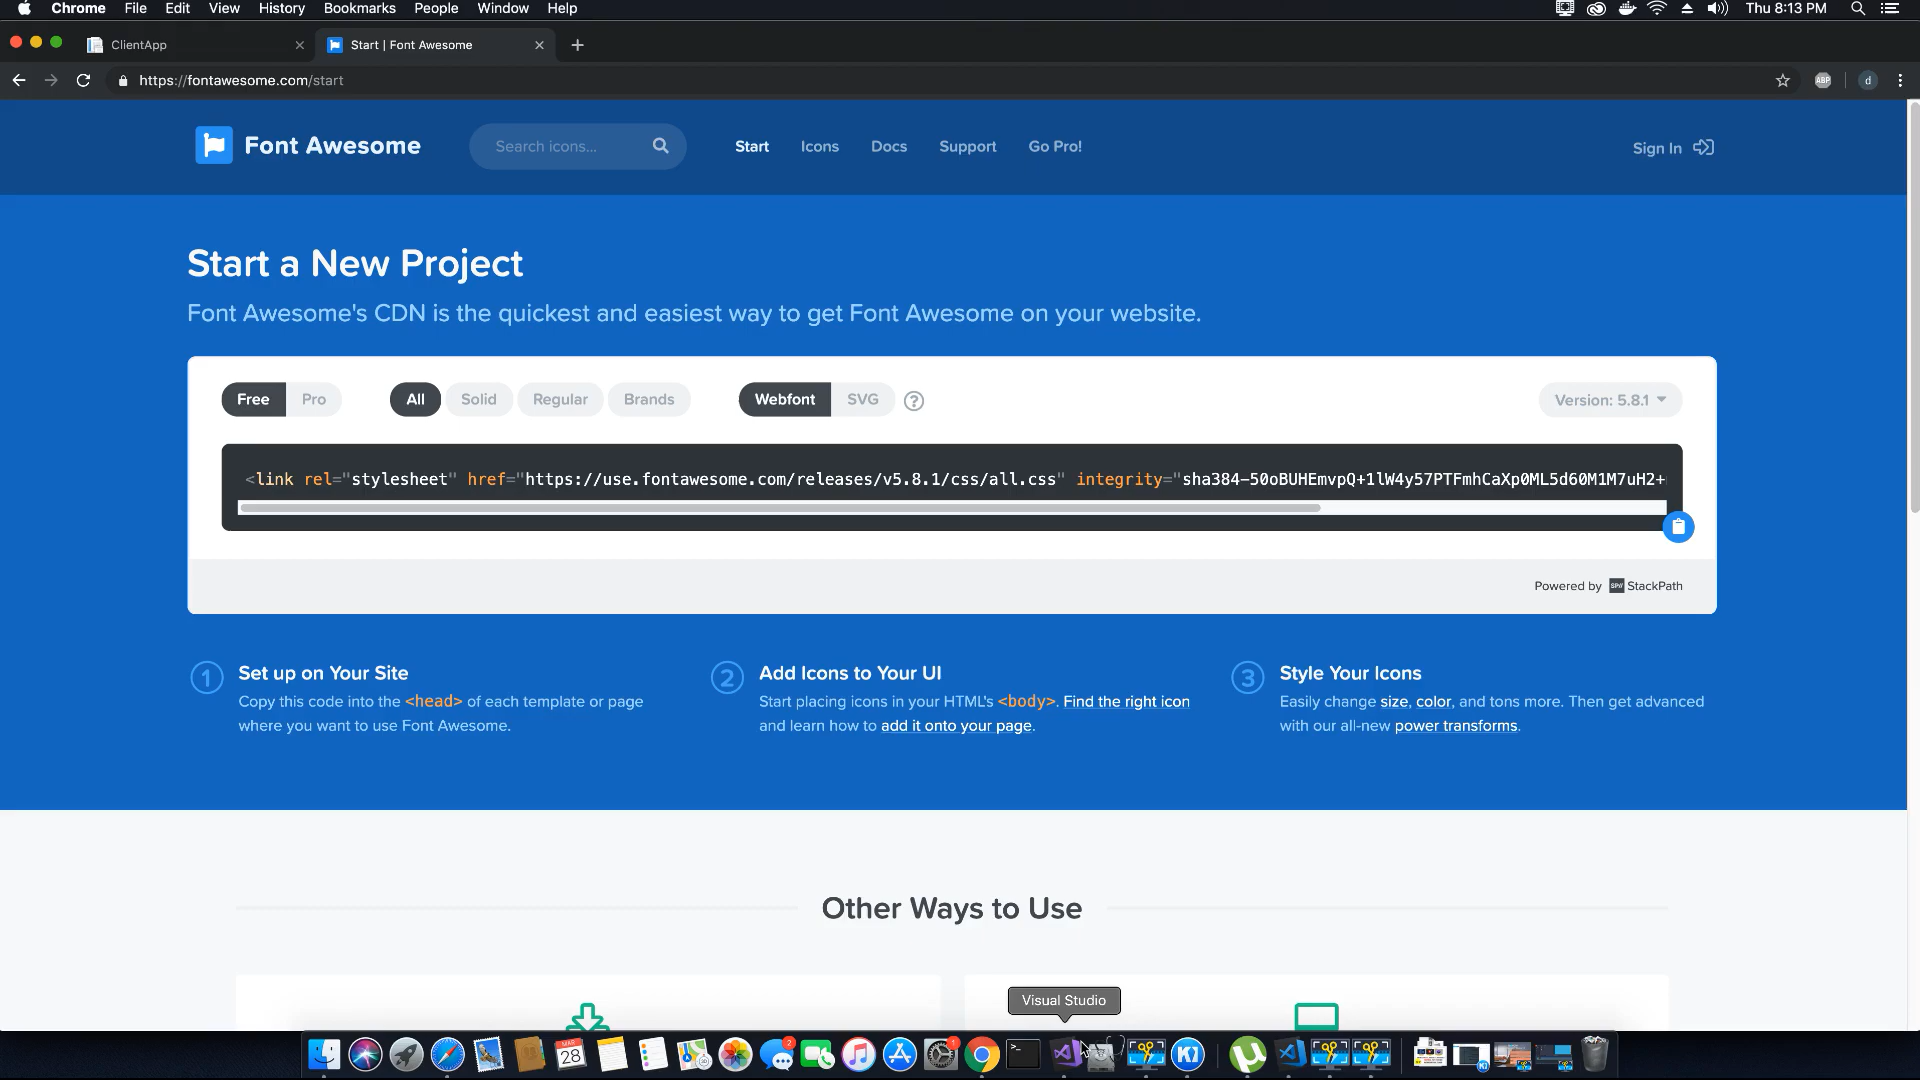 Chrome File Edit View History Bookmarks People Window Help Thu 8:13 PM
ClientApp
Start | Font Awesome
https://fontawesome.com/start
ABP
d
Font Awesome
Search icons...
Start Icons Docs Support Go Pro!
Sign In
Start a New Project
Font Awesome's CDN is the quickest and easiest way to get Font Awesome on your website.
Free Pro All Solid Regular Brands Webfont SVG ? Version: 5.8.1
<link rel="stylesheet" href="https://use.fontawesome.com/releases/v5.8.1/css/all.css" integrity="sha384-50oBUHEmvpQ+1lW4y57PTFmhCaXp0ML5d60M1M7uH2+
Powered by StackPath
1 Set up on Your Site
Copy this code into the <head> of each template or page
where you want to use Font Awesome.
2 Add Icons to Your UI
Start placing icons in your HTML's <body>. Find the right icon
and learn how to add it onto your page.
3 Style Your Icons
Easily change size, color, and tons more. Then get advanced
with our all-new power transforms.
Other Ways to Use
Visual Studio
MAR
28
2
1